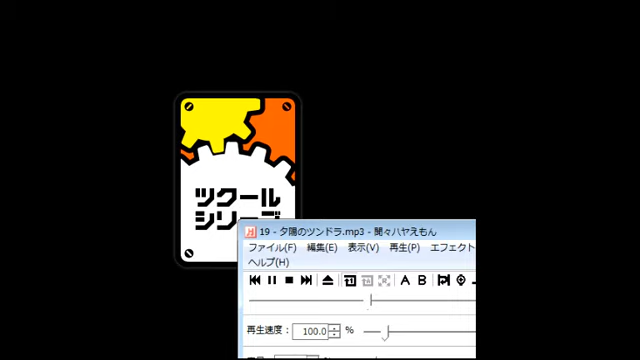 ツクール
シリーズ
19 - 夕陽のツンドラ.mp3 - 聞々ハヤえもん
ファイル(F) 編集(E) 表示(V) 再生(P) エフェクト
ヘルプ(H)
A B
再生速度： 100.0 %